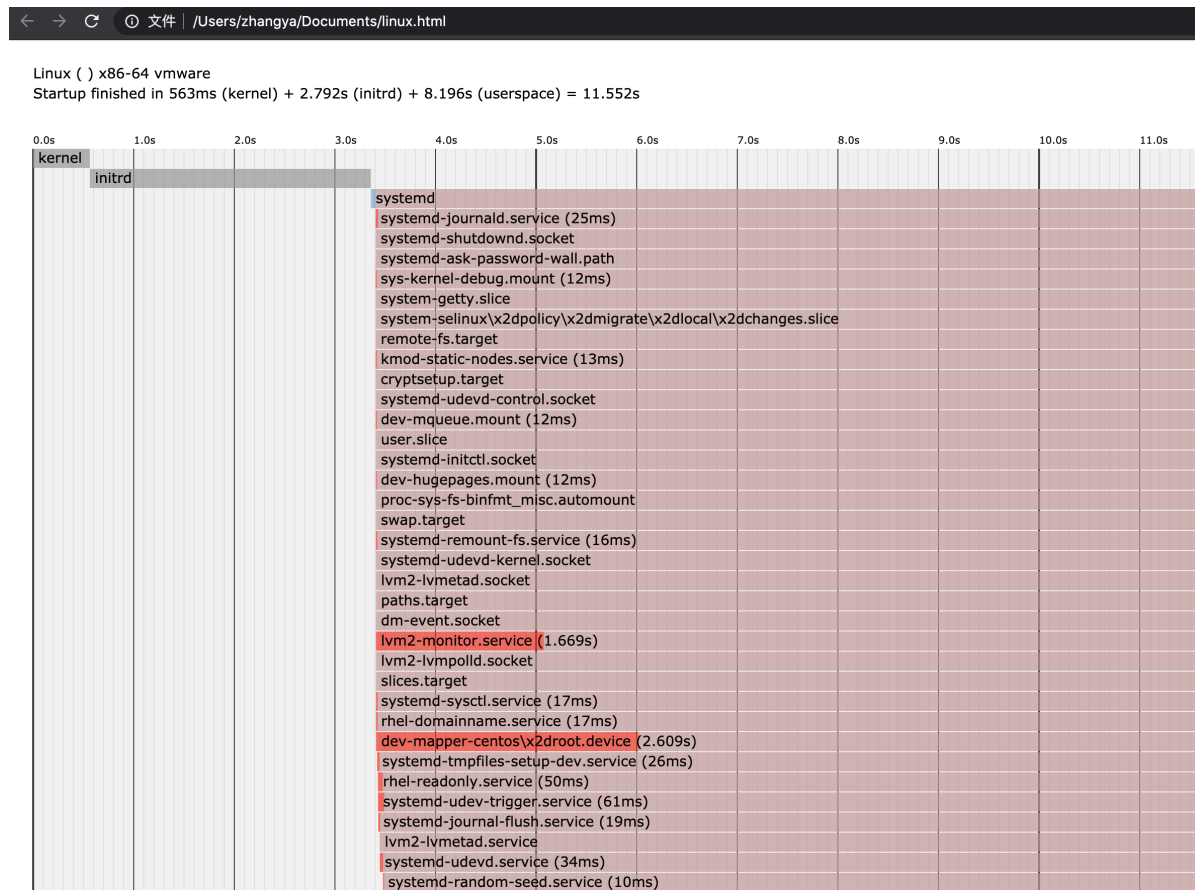 文件 /Users/zhangya/Documents/linux.html
Linux ( ) x86-64 vmware
Startup finished in 563ms (kernel) + 2.792s (initrd) + 8.196s (userspace) = 11.552s
0.0s 1.0s 2.0s 3.0s 4.0s 5.0s 6.0s 7.0s 8.0s 9.0s 10.0s 11.0s
kernel
initrd
systemd
systemd-journald.service (25ms)
systemd-shutdownd.socket
systemd-ask-password-wall.path
sys-kernel-debug.mount (12ms)
system-getty.slice
system-selinux\x2dpolicy\x2dmigrate\x2dlocal\x2dchanges.slice
remote-fs.target
kmod-static-nodes.service (13ms)
cryptsetup.target
systemd-udevd-control.socket
dev-mqueue.mount (12ms)
user.slice
systemd-initctl.socket
dev-hugepages.mount (12ms)
proc-sys-fs-binfmt_misc.automount
swap.target
systemd-remount-fs.service (16ms)
systemd-udevd-kernel.socket
lvm2-lvmetad.socket
paths.target
dm-event.socket
lvm2-monitor.service (1.669s)
lvm2-lvmpolld.socket
slices.target
systemd-sysctl.service (17ms)
rhel-domainname.service (17ms)
dev-mapper-centos\x2droot.device (2.609s)
systemd-tmpfiles-setup-dev.service (26ms)
rhel-readonly.service (50ms)
systemd-udev-trigger.service (61ms)
systemd-journal-flush.service (19ms)
lvm2-lvmetad.service
systemd-udevd.service (34ms)
systemd-random-seed.service (10ms)